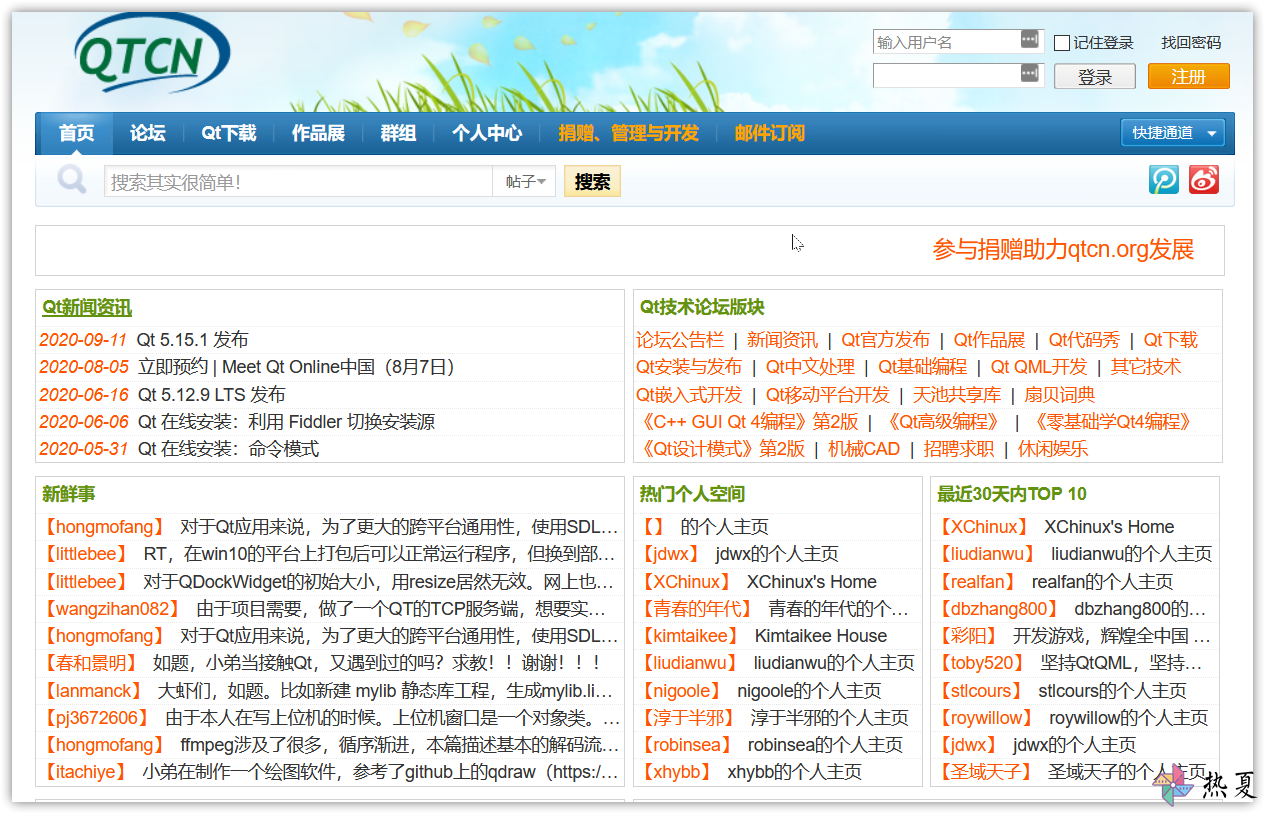 QTCN
输入用户名
记住登录 找回密码
登录 注册
首页 论坛 Qt下载 作品展 群组 个人中心 捐赠、管理与开发 邮件订阅 快捷通道
搜索其实很简单！ 帖子 搜索
参与捐赠助力qtcn.org发展
Qt新闻资讯
2020-09-11 Qt 5.15.1 发布
2020-08-05 立即预约 | Meet Qt Online中国（8月7日）
2020-06-16 Qt 5.12.9 LTS 发布
2020-06-06 Qt 在线安装：利用 Fiddler 切换安装源
2020-05-31 Qt 在线安装：命令模式
Qt技术论坛版块
论坛公告栏 | 新闻资讯 | Qt官方发布 | Qt作品展 | Qt代码秀 | Qt下载
Qt安装与发布 | Qt中文处理 | Qt基础编程 | Qt QML开发 | 其它技术
Qt嵌入式开发 | Qt移动平台开发 | 天池共享库 | 扇贝词典
《C++ GUI Qt 4编程》第2版 | 《Qt高级编程》 | 《零基础学Qt4编程》
《Qt设计模式》第2版 | 机械CAD | 招聘求职 | 休闲娱乐
新鲜事
【hongmofang】 对于Qt应用来说，为了更大的跨平台通用性，使用SDL…
【littlebee】 RT，在win10的平台上打包后可以正常运行程序，但换到部…
【littlebee】 对于QDockWidget的初始大小，用resize居然无效。网上也…
【wangzihan082】 由于项目需要，做了一个QT的TCP服务端，想要实…
【hongmofang】 对于Qt应用来说，为了更大的跨平台通用性，使用SDL…
【春和景明】 如题，小弟当接触Qt，又遇到过的吗？求教！！谢谢！！！
【lanmanck】 大虾们，如题。比如新建 mylib 静态库工程，生成mylib.li…
【pj3672606】 由于本人在写上位机的时候。上位机窗口是一个对象类。…
【hongmofang】 ffmpeg涉及了很多，循序渐进，本篇描述基本的解码流…
【itachiye】 小弟在制作一个绘图软件，参考了github上的qdraw（https:/…
热门个人空间
【】 的个人主页
【jdwx】 jdwx的个人主页
【XChinux】 XChinux's Home
【青春的年代】 青春的年代的个…
【kimtaikee】 Kimtaikee House
【liudianwu】 liudianwu的个人主页
【nigoole】 nigoole的个人主页
【淳于半邪】 淳于半邪的个人主页
【robinsea】 robinsea的个人主页
【xhybb】 xhybb的个人主页
最近30天内TOP 10
【XChinux】 XChinux's Home
【liudianwu】 liudianwu的个人主页
【realfan】 realfan的个人主页
【dbzhang800】 dbzhang800的…
【彩阳】 开发游戏，辉煌全中国 …
【toby520】 坚持QtQML，坚持…
【stlcours】 stlcours的个人主页
【roywillow】 roywillow的个人主页
【jdwx】 jdwx的个人主页
【圣域天子】 圣域天子的个人主页
热夏